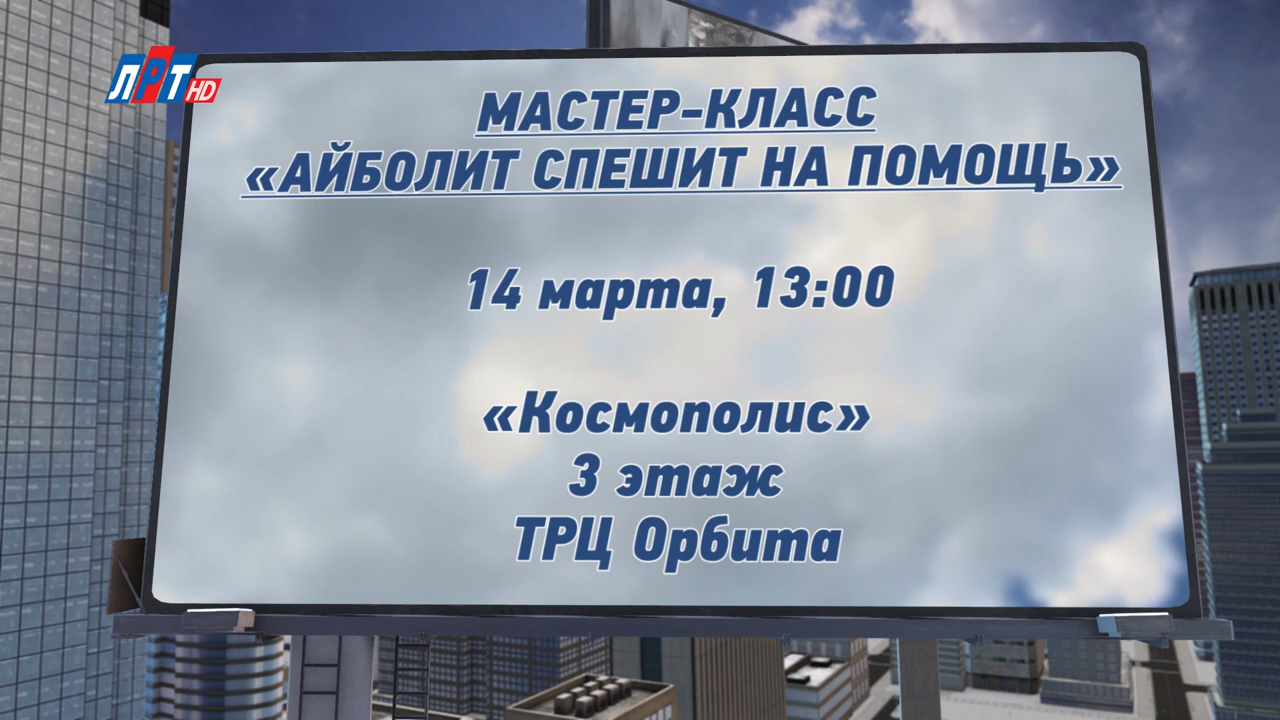 ЛРТ HD
МАСТЕР-КЛАСС
«АЙБОЛИТ СПЕШИТ НА ПОМОЩЬ»
14 марта, 13:00
«Космополис»
3 этаж
ТРЦ Орбита